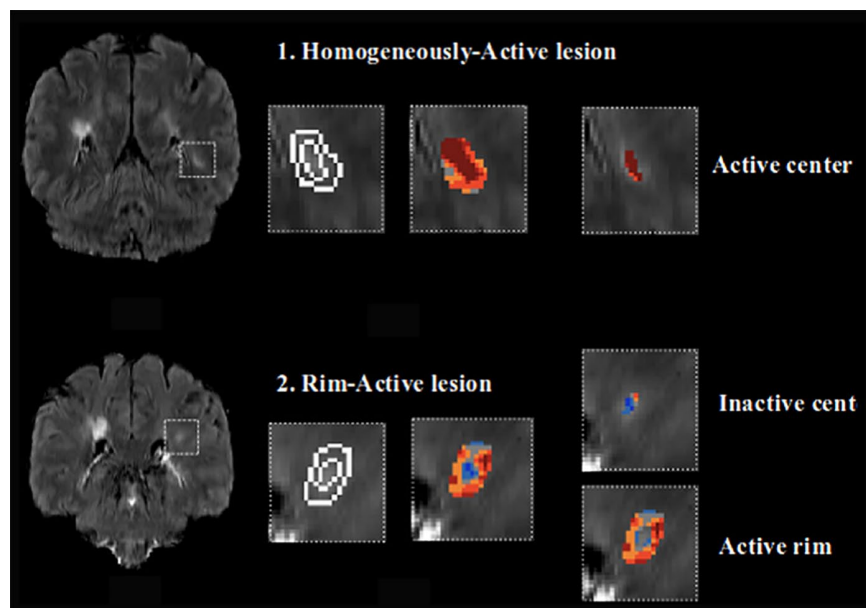 1. Homogeneously-Active lesion
Active center
2. Rim-Active lesion
Inactive cent
Active rim